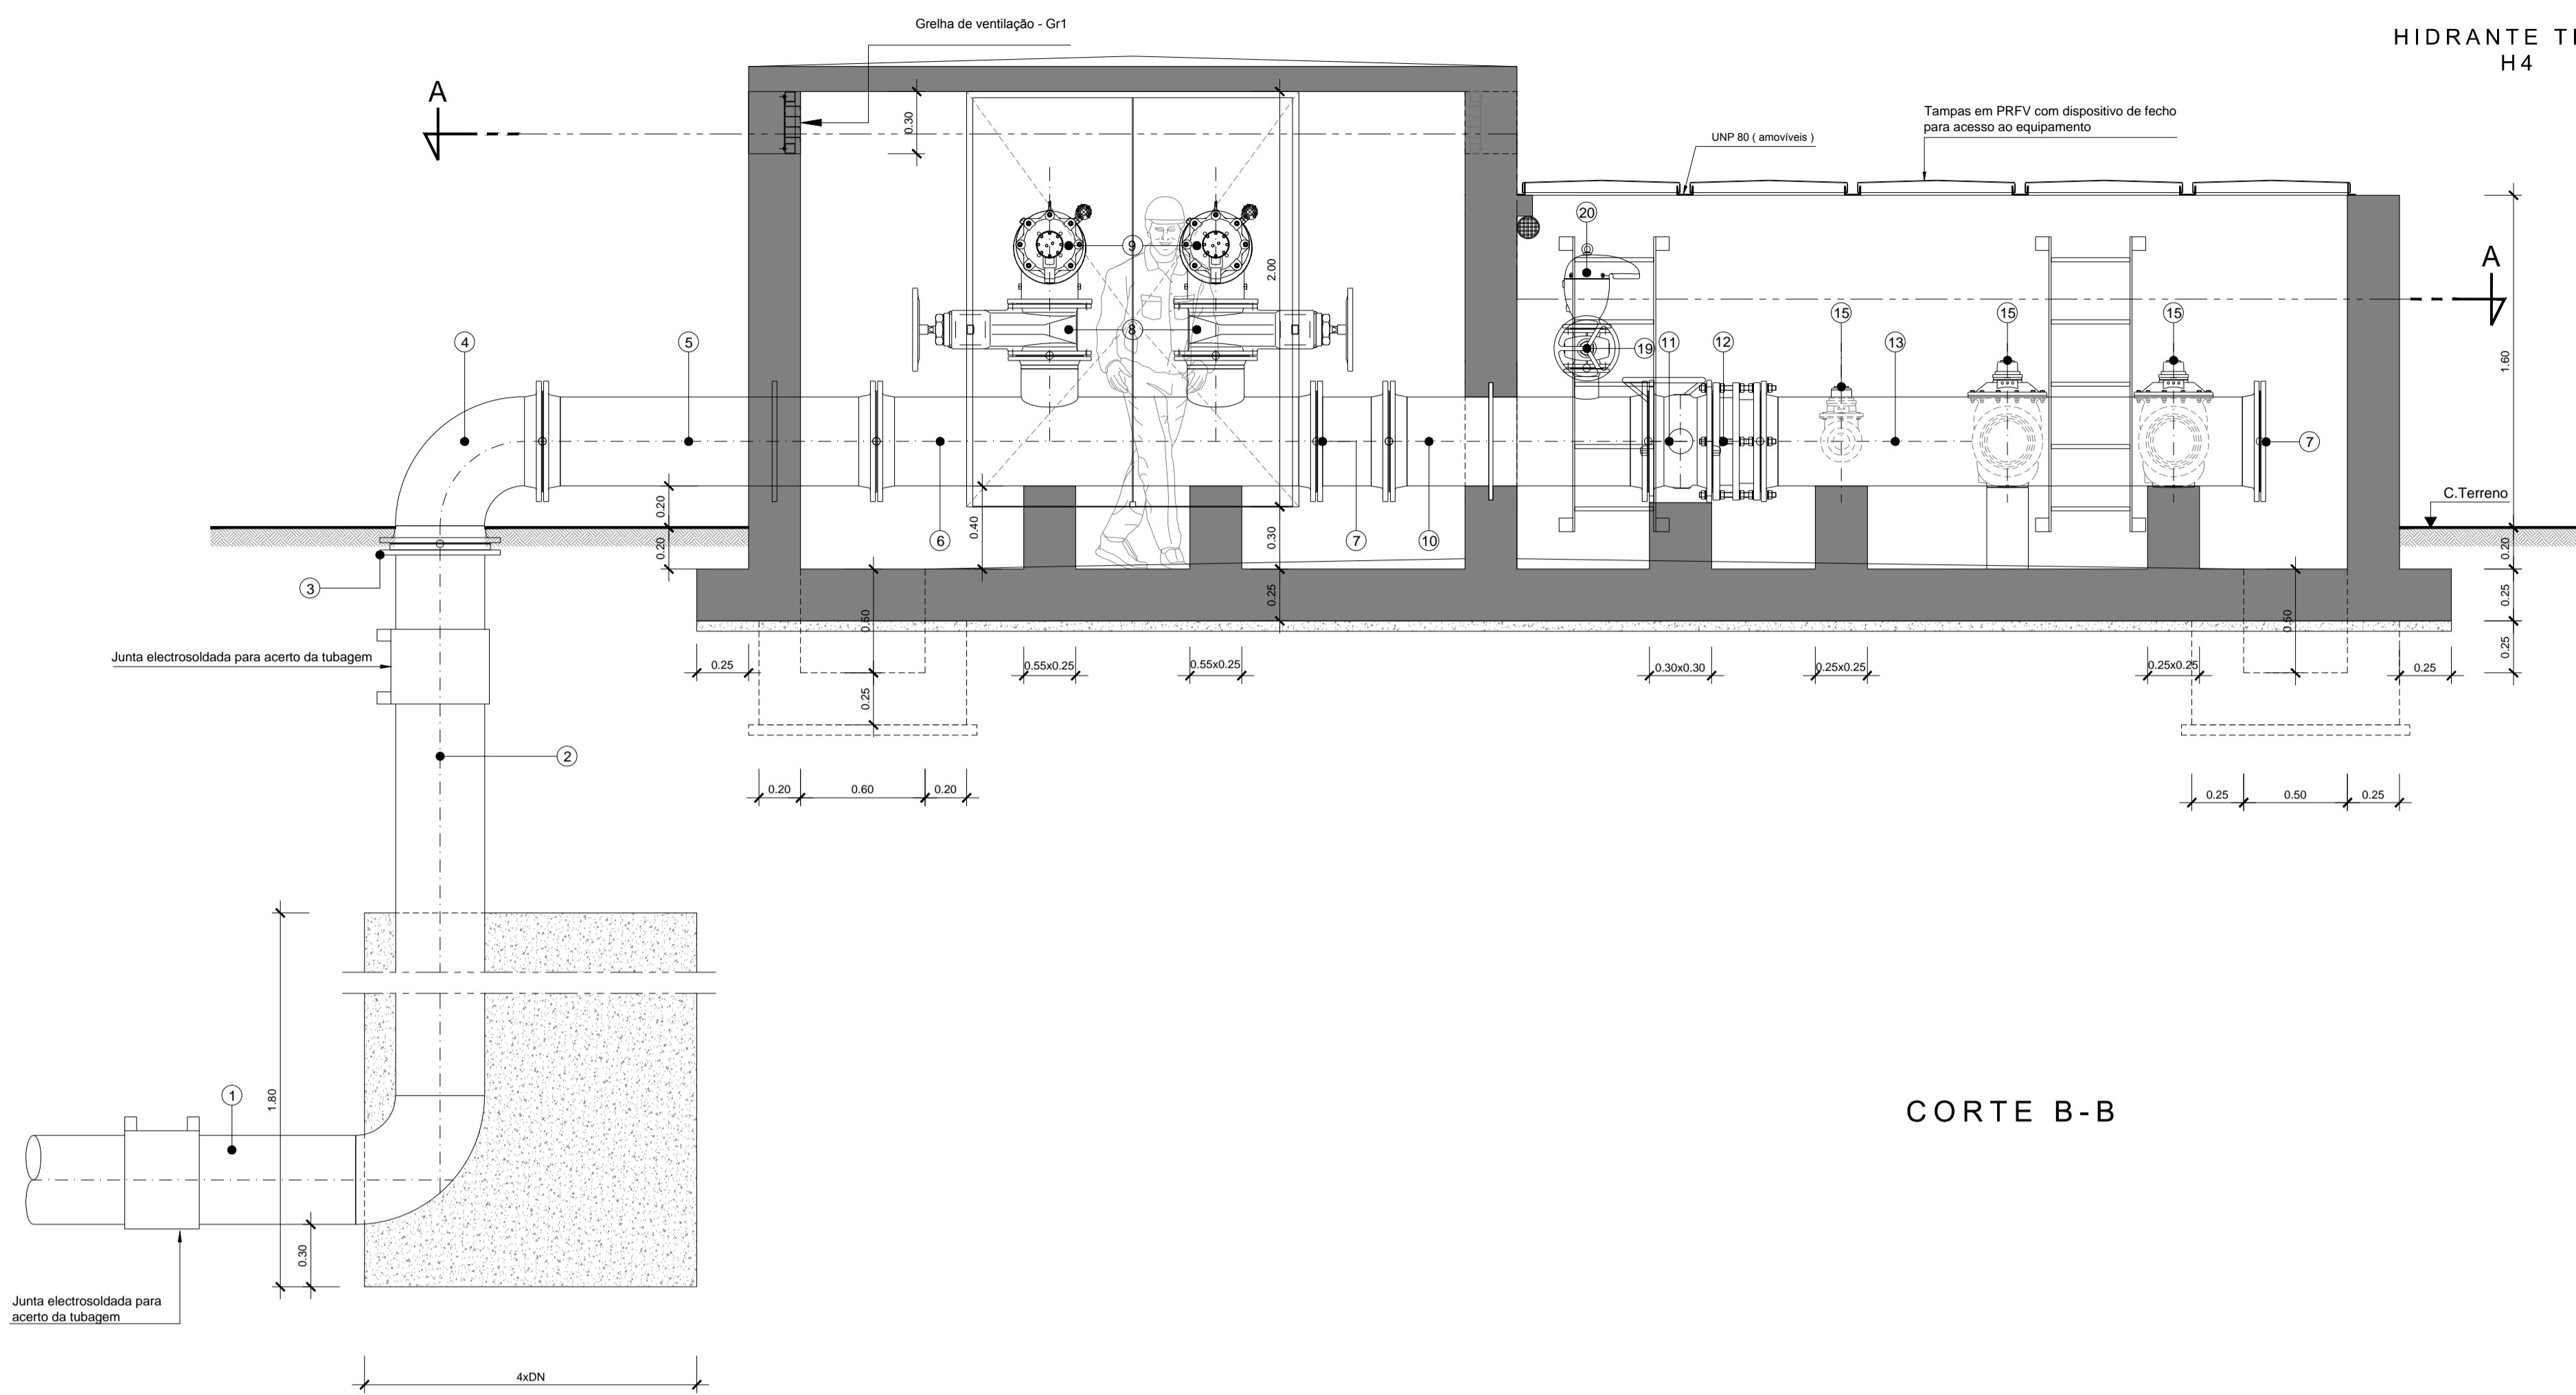 Grelha de ventilação - Gr1
HIDRANTE
H4
A
0.30
Tampas em PRFV com dispositivo de fecho
para acesso ao equipamento
UNP 80 ( amovíveis )
20
9
2.00
A
4
5
8
19
11
12
15
13
15
15
1.60
7
C.Terreno
0.20
0.20
0.40
0.30
6
7
10
3
0.20
0.25
0.25
0.25
0.50
0.50
Junta electrosoldada para acerto da tubagem
0.25
0.55x0.25
0.55x0.25
0.30x0.30
0.25x0.25
0.25x0.25
0.25
0.25
2
0.20
0.60
0.20
0.25
0.50
0.25
1
1.80
CORTE B-B
0.30
Junta electrosoldada para
acerto da tubagem
4xDN